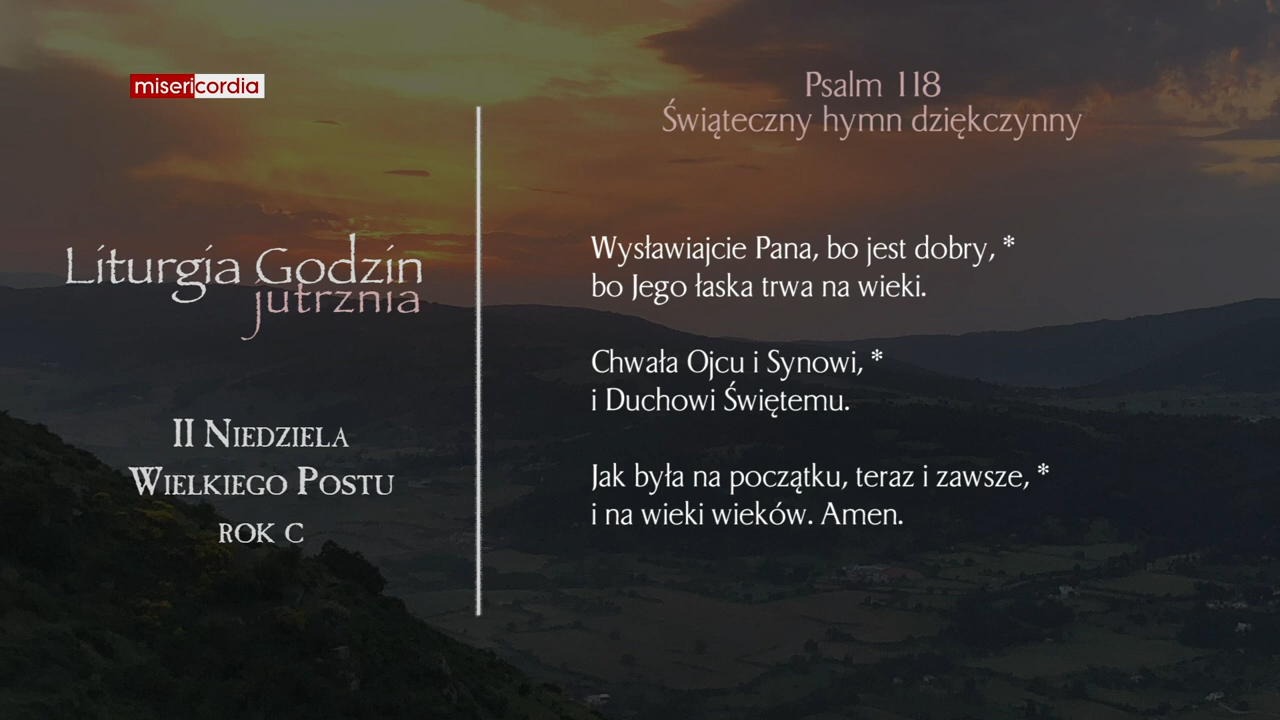 misericordia
Liturgia Godzin
jutrznia
II Niedziela
Wielkiego Postu
rok C
Psalm 118
Świąteczny hymn dziękczynny
Wysławiajcie Pana, bo jest dobry, *
bo Jego łaska trwa na wieki.
Chwała Ojcu i Synowi, *
i Duchowi Świętemu.
Jak była na początku, teraz i zawsze, *
i na wieki wieków. Amen.